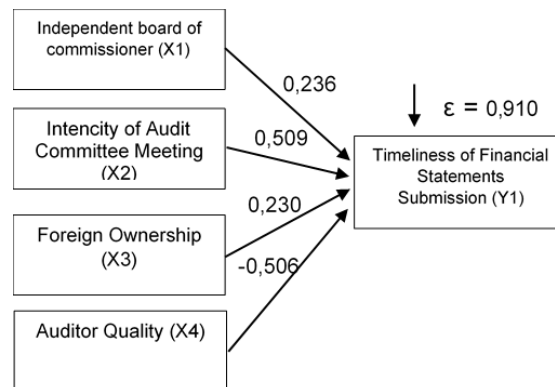 Independent board of
commissioner (X1)
0,236
ε = 0,910
Intencity of Audit
Committee Meeting
(X2)
0,509
Timeliness of Financial
Statements
Submission (Y1)
Foreign Ownership
(X3)
0,230
-0,506
Auditor Quality (X4)